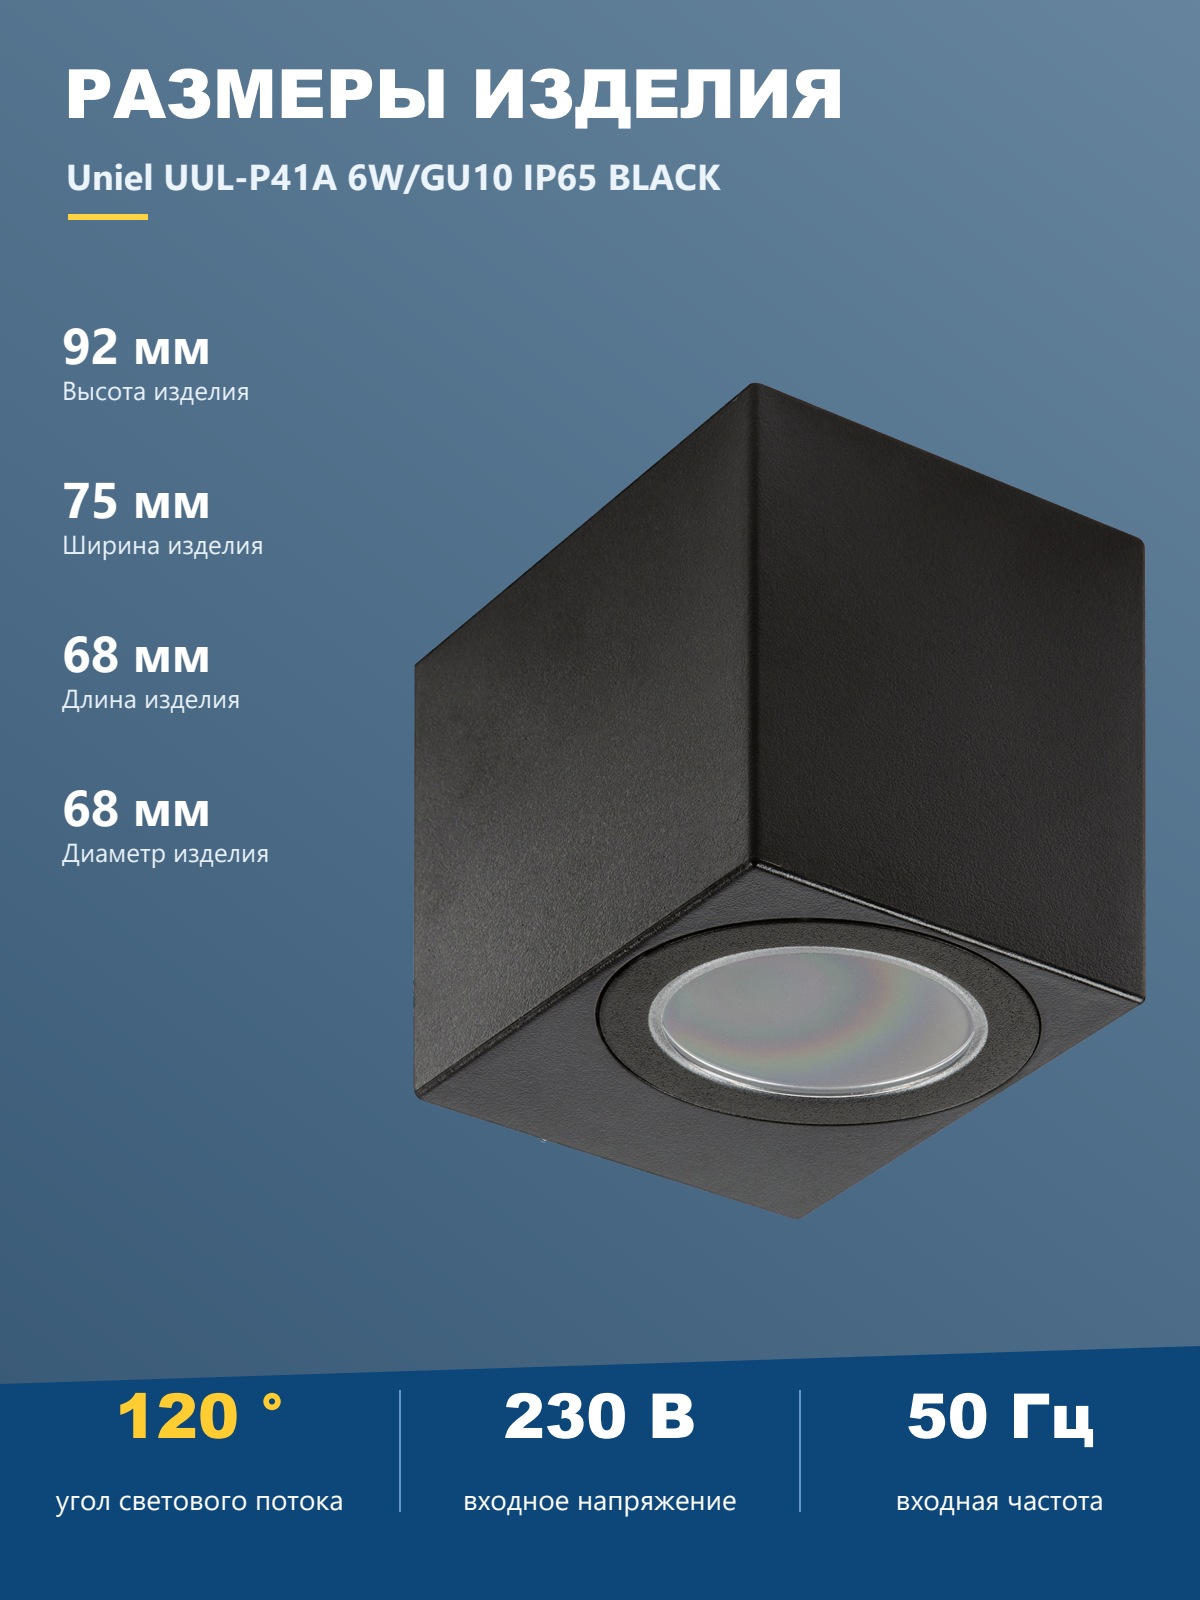 РАЗМЕРЫ ИЗДЕЛИЯ
Uniel UUL-P41A 6W/GU10 IP65 BLACK
92 мм
Высота изделия
75 мм
Ширина изделия
68 мм
Длина изделия
68 мм
Диаметр изделия
120 °
угол светового потока
230 В
входное напряжение
50 Гц
входная частота